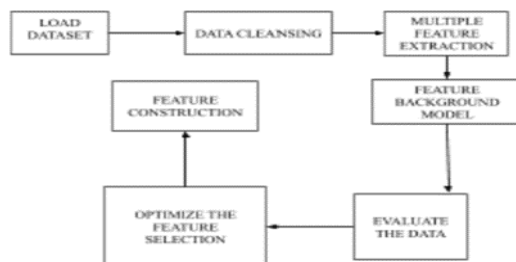 LOAD
DATASET
DATA CLEANSING
MULTIPLE
FEATURE
EXTRACTION
FEATURE
BACKGROUND
MODEL
EVALUATE
THE DATA
OPTIMIZE THE
FEATURE
SELECTION
FEATURE
CONSTRUCTION